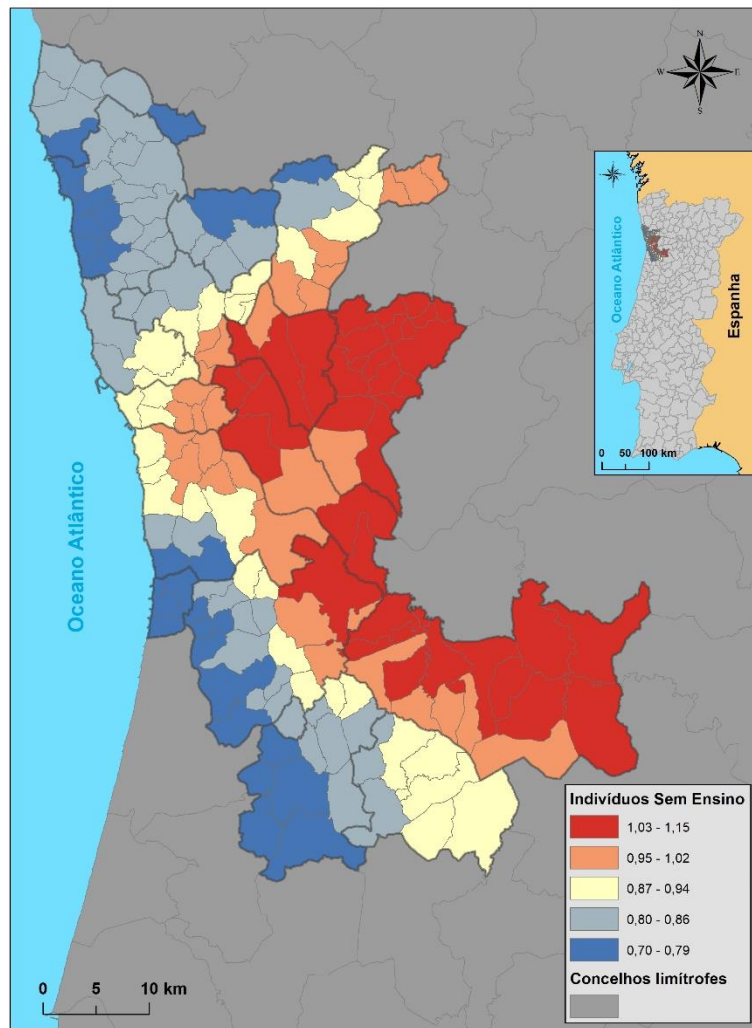 N
W E
S
Oceano Atlântico
Espanha
0 50 100 km
Oceano Atlântico
Indivíduos Sem Ensino
1,03 - 1,15
0,95 - 1,02
0,87 - 0,94
0,80 - 0,86
0,70 - 0,79
Concelhos limítrofes
0 5 10 km